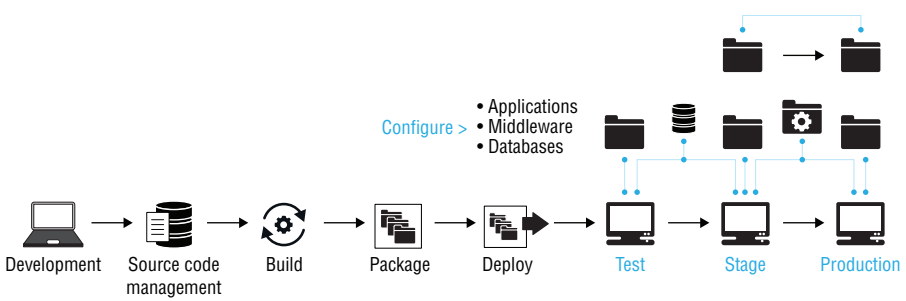 Configure >
• Applications
• Middleware
• Databases
Development
Source code
management
Build
Package
Deploy
Test
Stage
Production